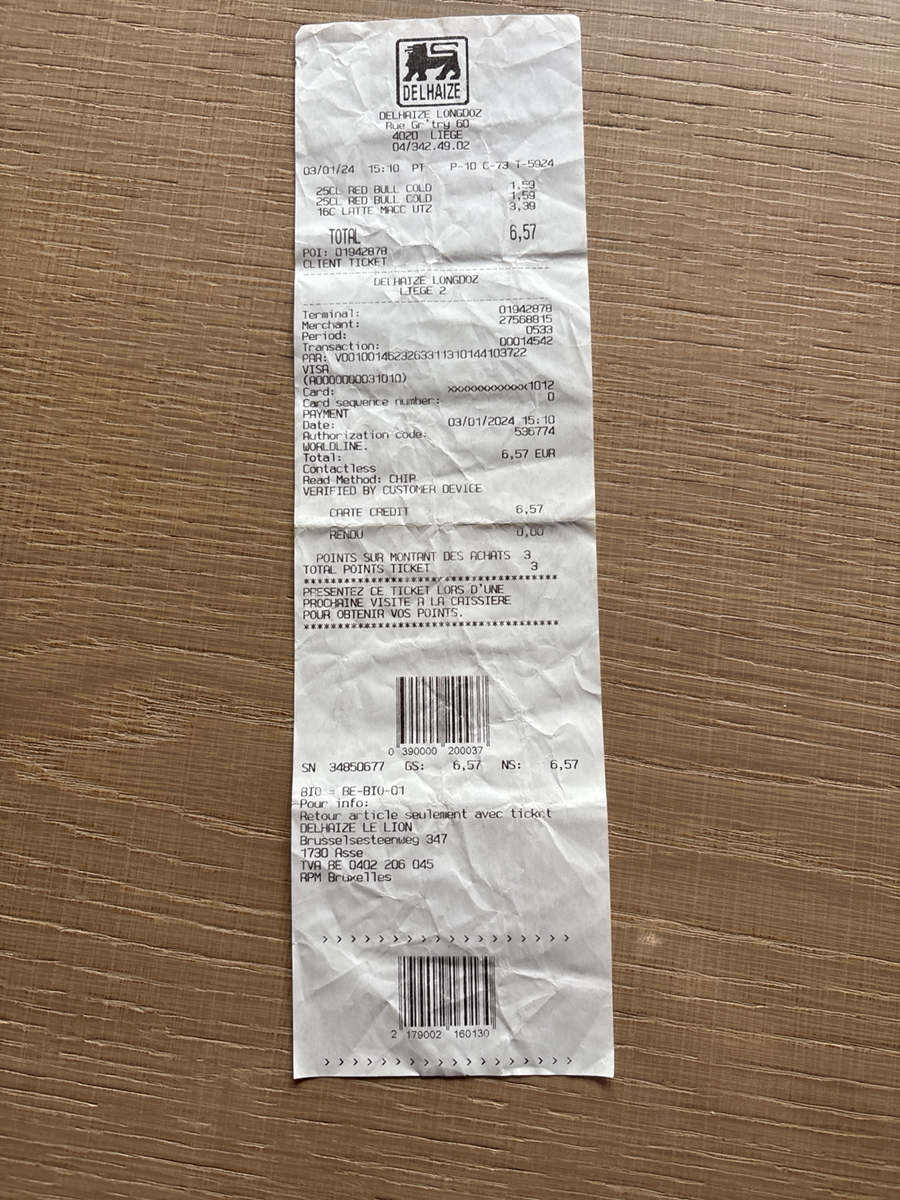 DELHAIZE
DELHAIZE LONGDOZ
Rue Gr'try 60
4020 LIEGE
04/342.49.02
03/01/24 15:10 PT P-10 C-73 T-5924
25CL RED BULL COLD 1,59
25CL RED BULL COLD 1,59
16C LATTE MACC UTZ 3,39
TOTAL 6,57
POI: 01942878
CLIENT TICKET
DELHAIZE LONGDOZ
LIEGE 2
Terminal: 01942878
Merchant: 27568815
Period: 0533
Transaction: 00014542
PAR: V0010014623263311310144103722
VISA
(A0000000031010)
Card: xxxxxxxxxxxx1012
Card sequence number: 0
PAYMENT
Date: 03/01/2024 15:10
Authorization code: 536774
WORLDLINE.
Total: 6,57 EUR
Contactless
Read Method: CHIP
VERIFIED BY CUSTOMER DEVICE
CARTE CREDIT 6,57
RENDU 0,00
POINTS SUR MONTANT DES ACHATS 3
TOTAL POINTS TICKET 3
****************************************
PRESENTEZ CE TICKET LORS D'UNE
PROCHAINE VISITE A LA CAISSIERE
POUR OBTENIR VOS POINTS.
****************************************
0 390000 200037
SN 34850677 GS: 6,57 NS: 6,57
BIO = BE-BIO-01
Pour info:
Retour article seulement avec ticket
DELHAIZE LE LION
Brusselsesteenweg 347
1730 Asse
TVA BE 0402 206 045
RPM Bruxelles
> > > > > > > > > > > > > > > > > >
2 179002 160130
> > > > > > > > > > > > > > > > > >